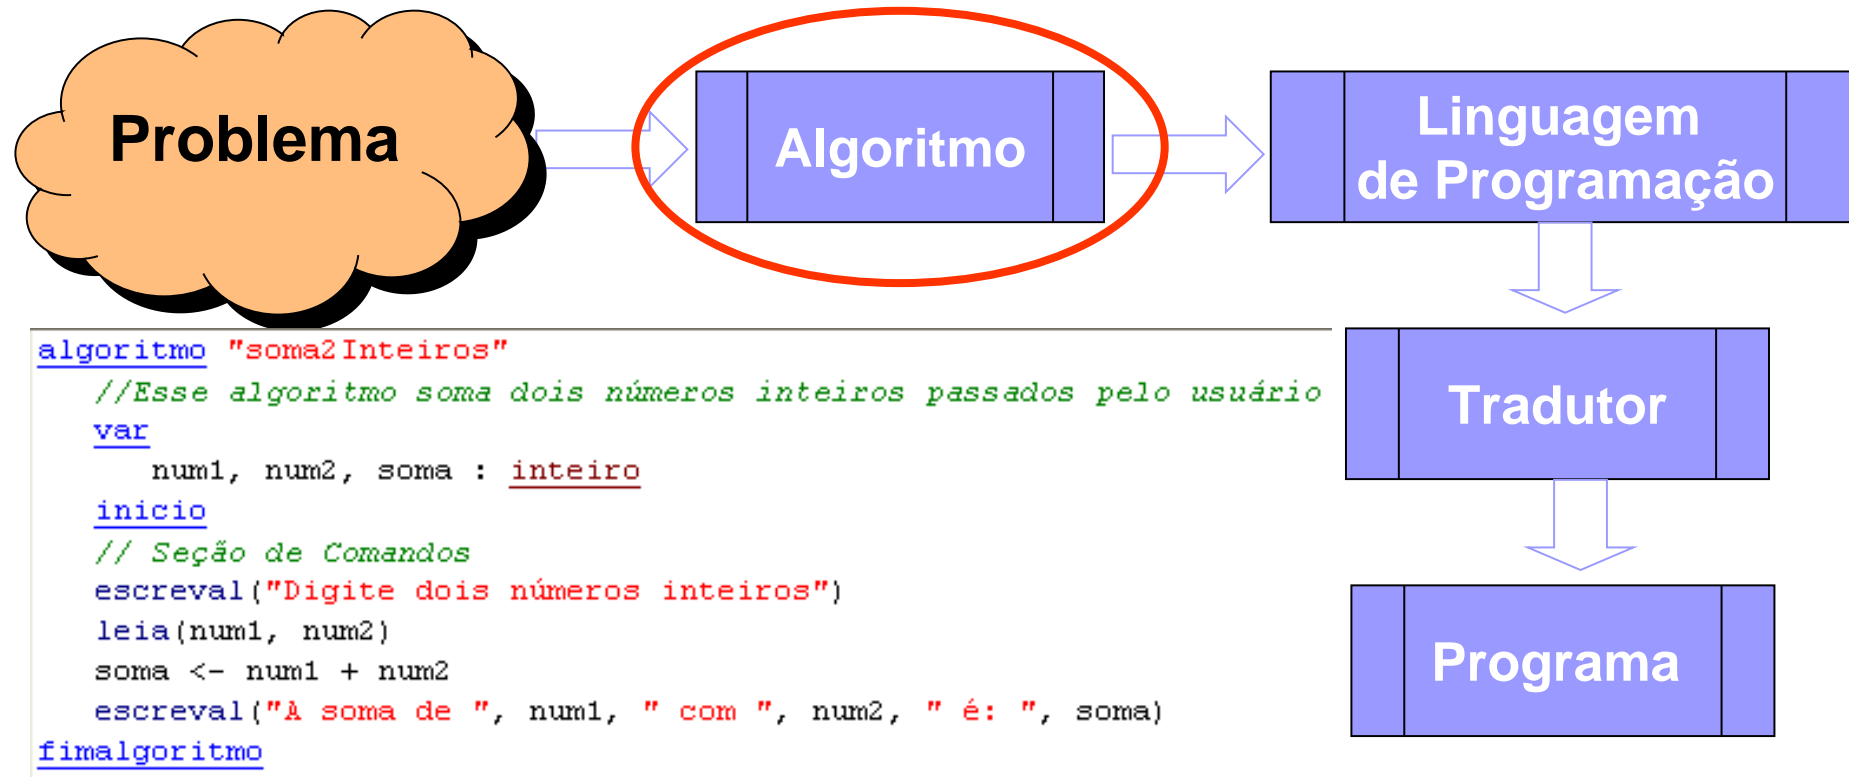 Problema
Algoritmo
Linguagem
de Programação
Tradutor
Programa
algoritmo "soma2Inteiros"
//Esse algoritmo soma dois números inteiros passados pelo usuário
var
num1, num2, soma : inteiro
inicio
// Seção de Comandos
escreval("Digite dois números inteiros")
leia(num1, num2)
soma <- num1 + num2
escreval("A soma de ", num1, " com ", num2, " é: ", soma)
fimalgoritmo